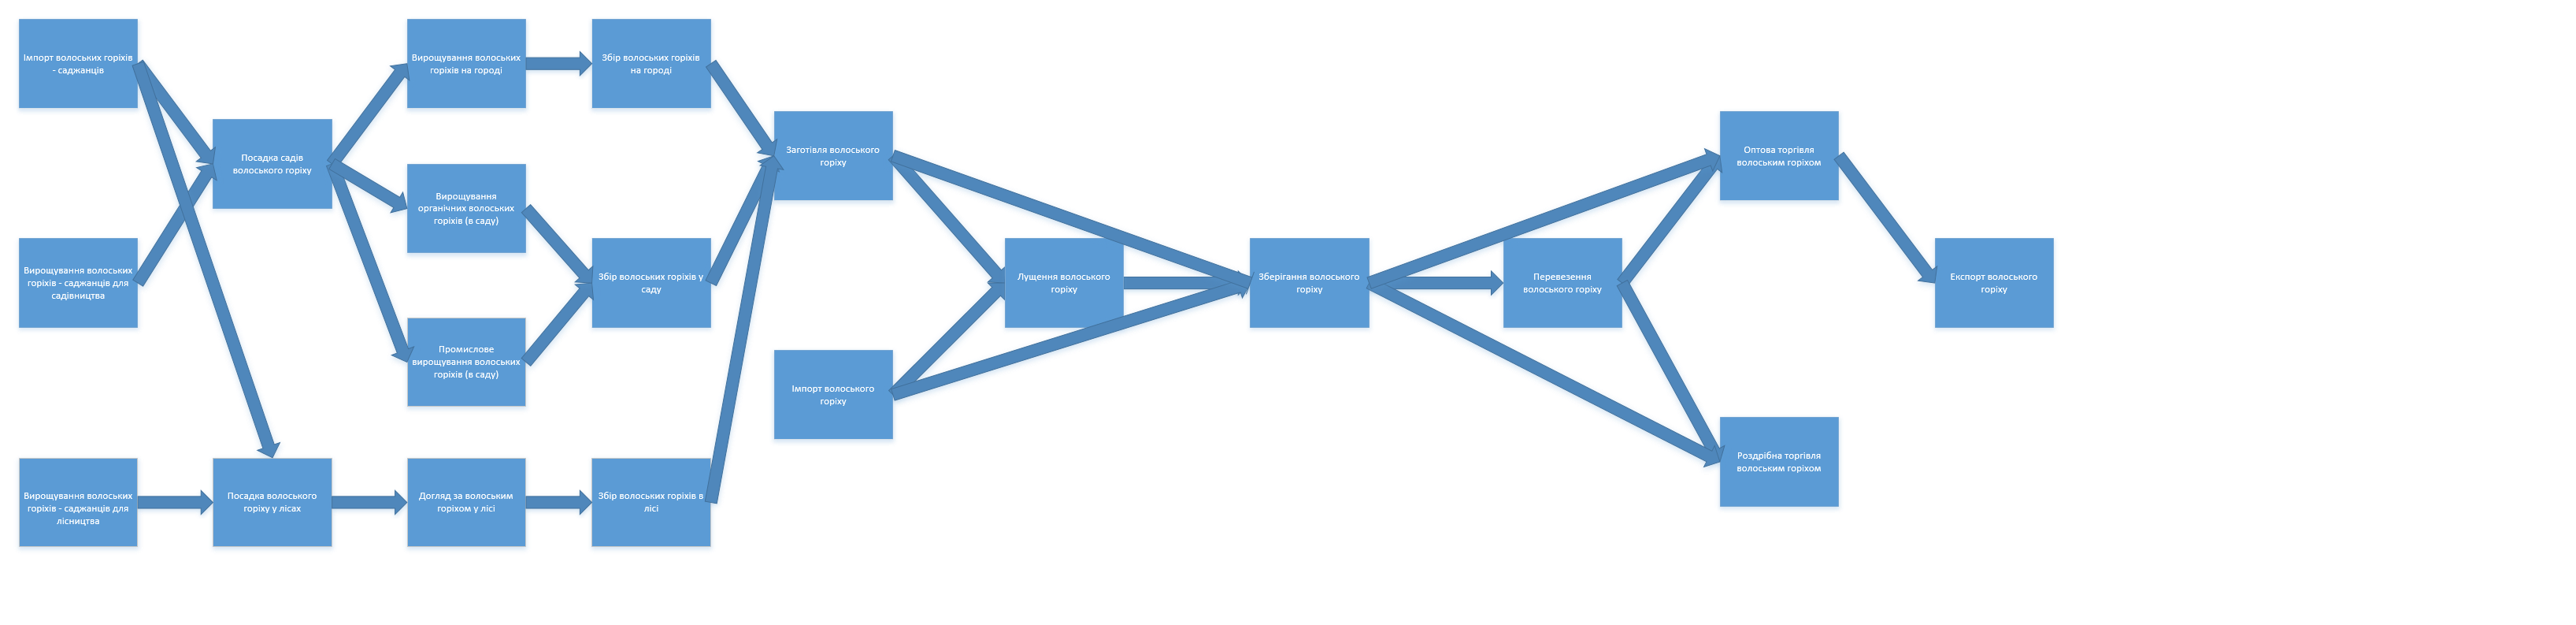 Імпорт волоських горіхів
- саджанців
Вирощування волоських
горіхів - саджанців для
садівництва
Вирощування волоських
горіхів - саджанців для
лісництва
Посадка садів
волоського горіху
Посадка волоського
горіху у лісах
Вирощування волоських
горіхів на городі
Вирощування
органічних волоських
горіхів (в саду)
Промислове
вирощування волоських
горіхів (в саду)
Догляд за волоським
горіхом у лісі
Збір волоських горіхів
на городі
Збір волоських горіхів у
саду
Збір волоських горіхів в
лісі
Заготівля волоського
горіху
Імпорт волоського
горіху
Лущення волоського
горіху
Зберігання волоського
горіху
Перевезення
волоського горіху
Оптова торгівля
волоським горіхом
Роздрібна торгівля
волоським горіхом
Експорт волоського
горіху